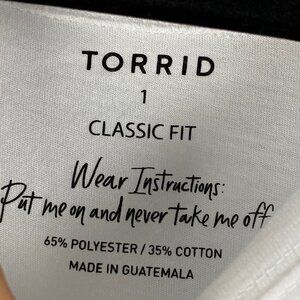 TORRID
1
CLASSIC FIT
Wear Instructions:
Put me on and never take me off
65% POLYESTER / 35% COTTON
MADE IN GUATEMALA